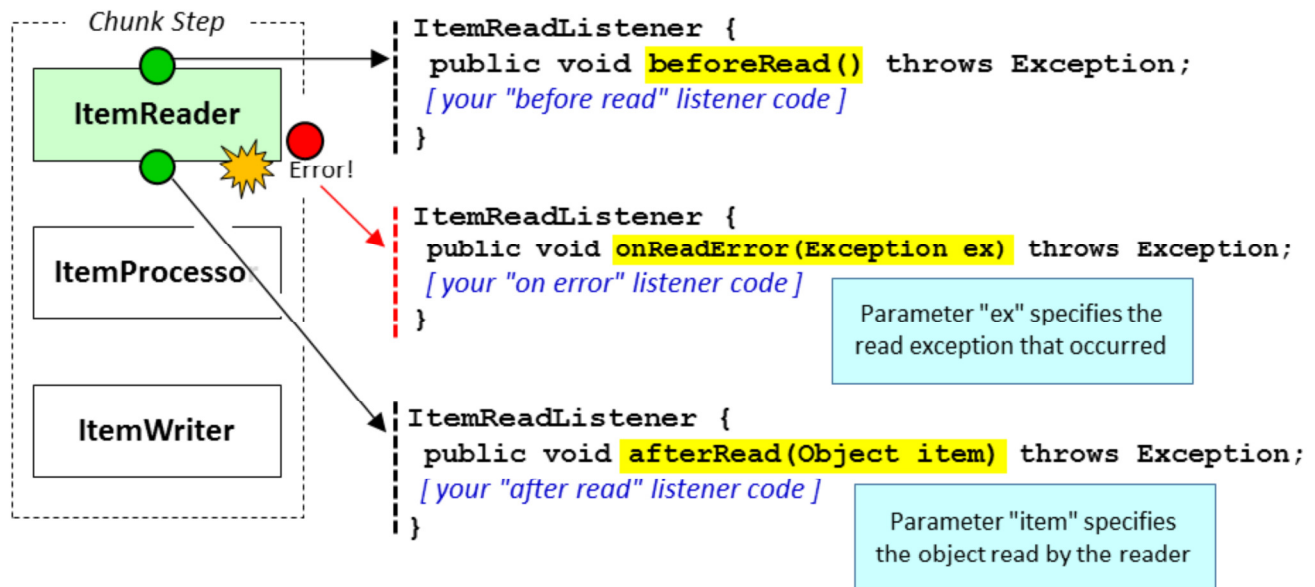 Chunk Step
ItemReader
Error!
ItemProcessor
ItemWriter
ItemReadListener {
public void beforeRead() throws Exception;
[ your "before read" listener code ]
}
ItemReadListener {
public void onReadError(Exception ex) throws Exception;
[ your "on error" listener code ]
}
Parameter "ex" specifies the
read exception that occurred
ItemReadListener {
public void afterRead(Object item) throws Exception;
[ your "after read" listener code ]
}
Parameter "item" specifies
the object read by the reader